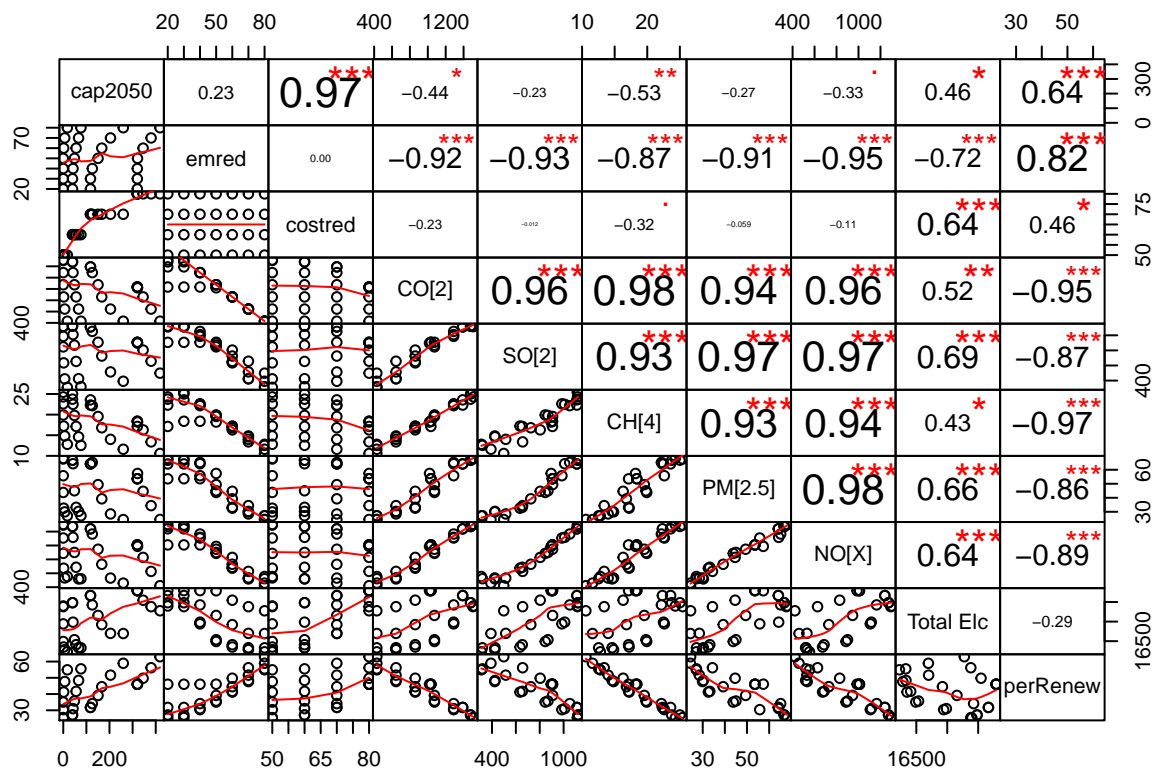 20 50 80 400 1200 10 20 400 1000 30 50
cap2050 0.23 0.97 *** −0.44 * −0.23 −0.53 ** −0.27 −0.33 . 0.46 * 0.64 *** 0 300
20 70 emred 0.00 −0.92 *** −0.93 *** −0.87 *** −0.91 *** −0.95 *** −0.72 *** 0.82 ***
costred −0.23 −0.012 −0.32 . −0.059 −0.11 0.64 *** 0.46 * 50 75
400 CO[2] 0.96 *** 0.98 *** 0.94 *** 0.96 *** 0.52 ** −0.95 ***
SO[2] 0.93 *** 0.97 *** 0.97 *** 0.69 *** −0.87 *** 400
10 25 CH[4] 0.93 *** 0.94 *** 0.43 * −0.97 ***
PM[2.5] 0.98 *** 0.66 *** −0.86 *** 30 60
400 NO[X] 0.64 *** −0.89 ***
Total Elc −0.29 16500
30 60 perRenew
0 200 50 65 80 400 1000 30 50 16500